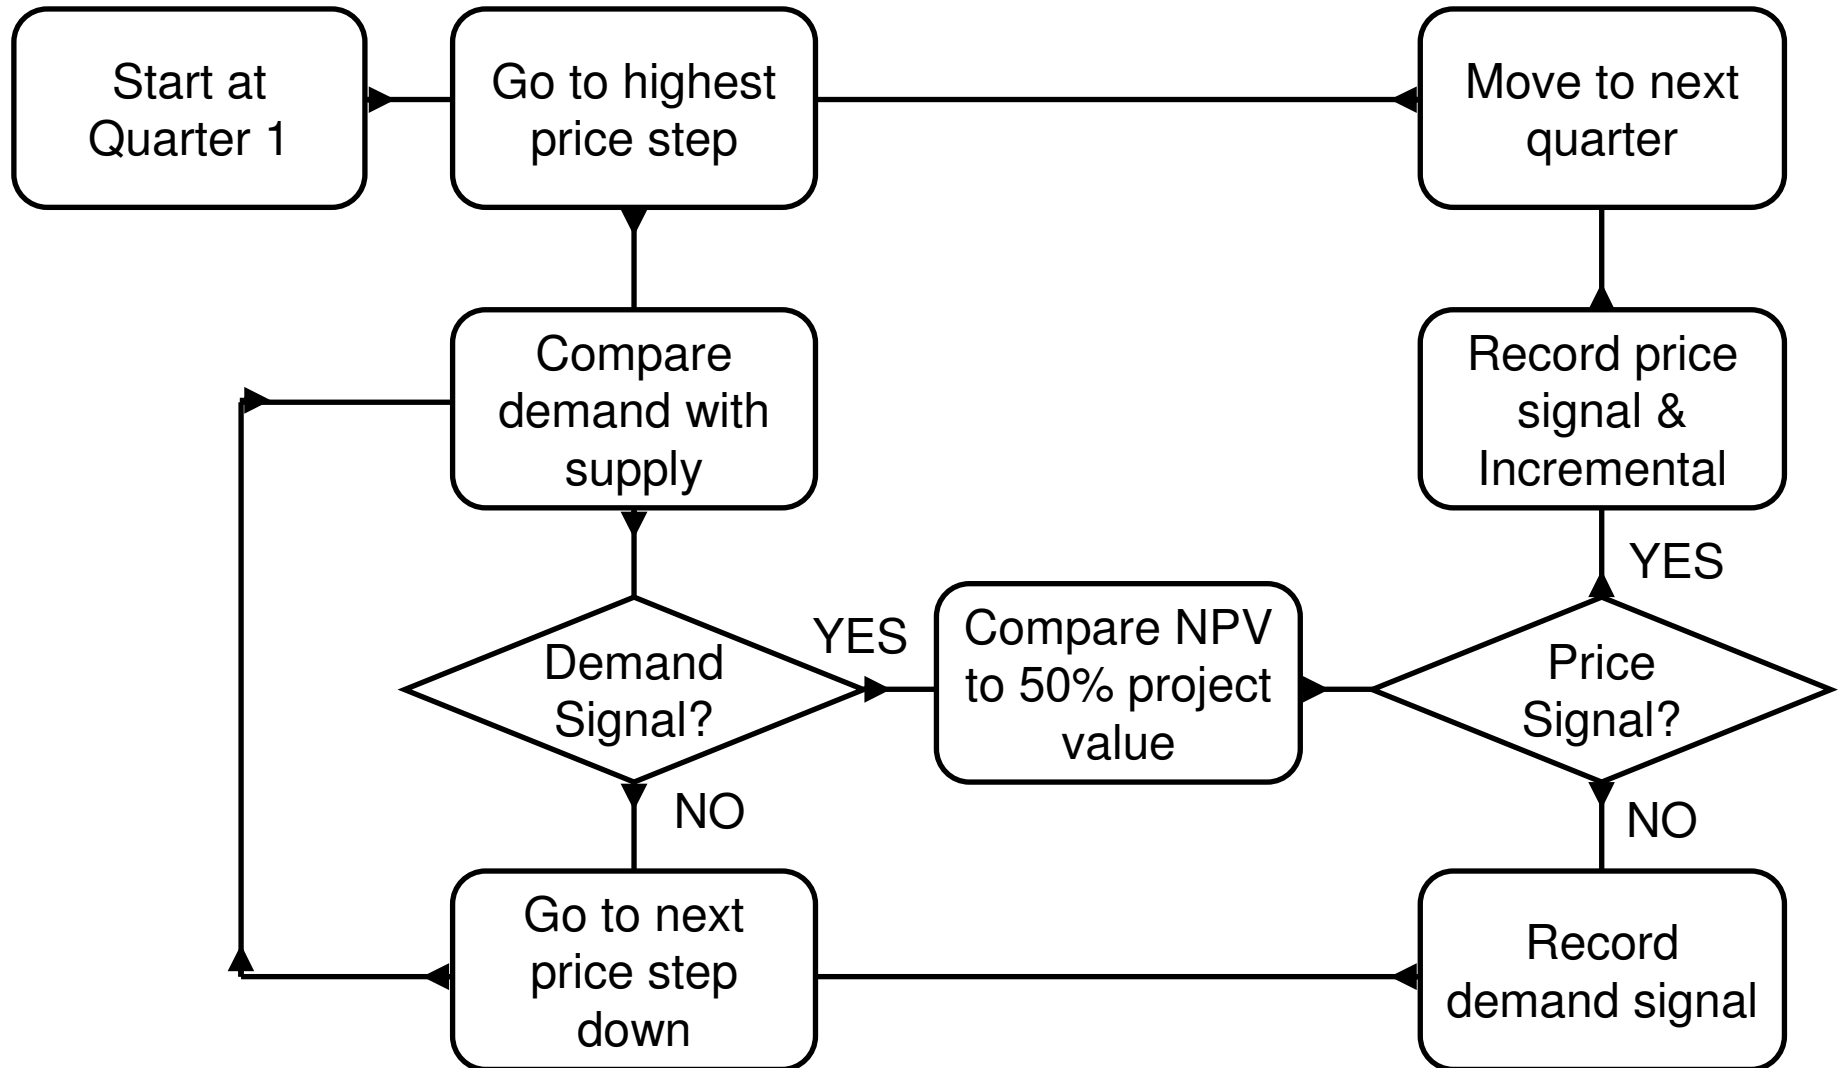 Start at
Quarter 1
Go to highest
price step
Move to next
quarter
Compare
demand with
supply
Record price
signal &
Incremental
YES
Demand
Signal?
YES
Compare NPV
to 50% project
value
Price
Signal?
NO
NO
Go to next
price step
down
Record
demand signal